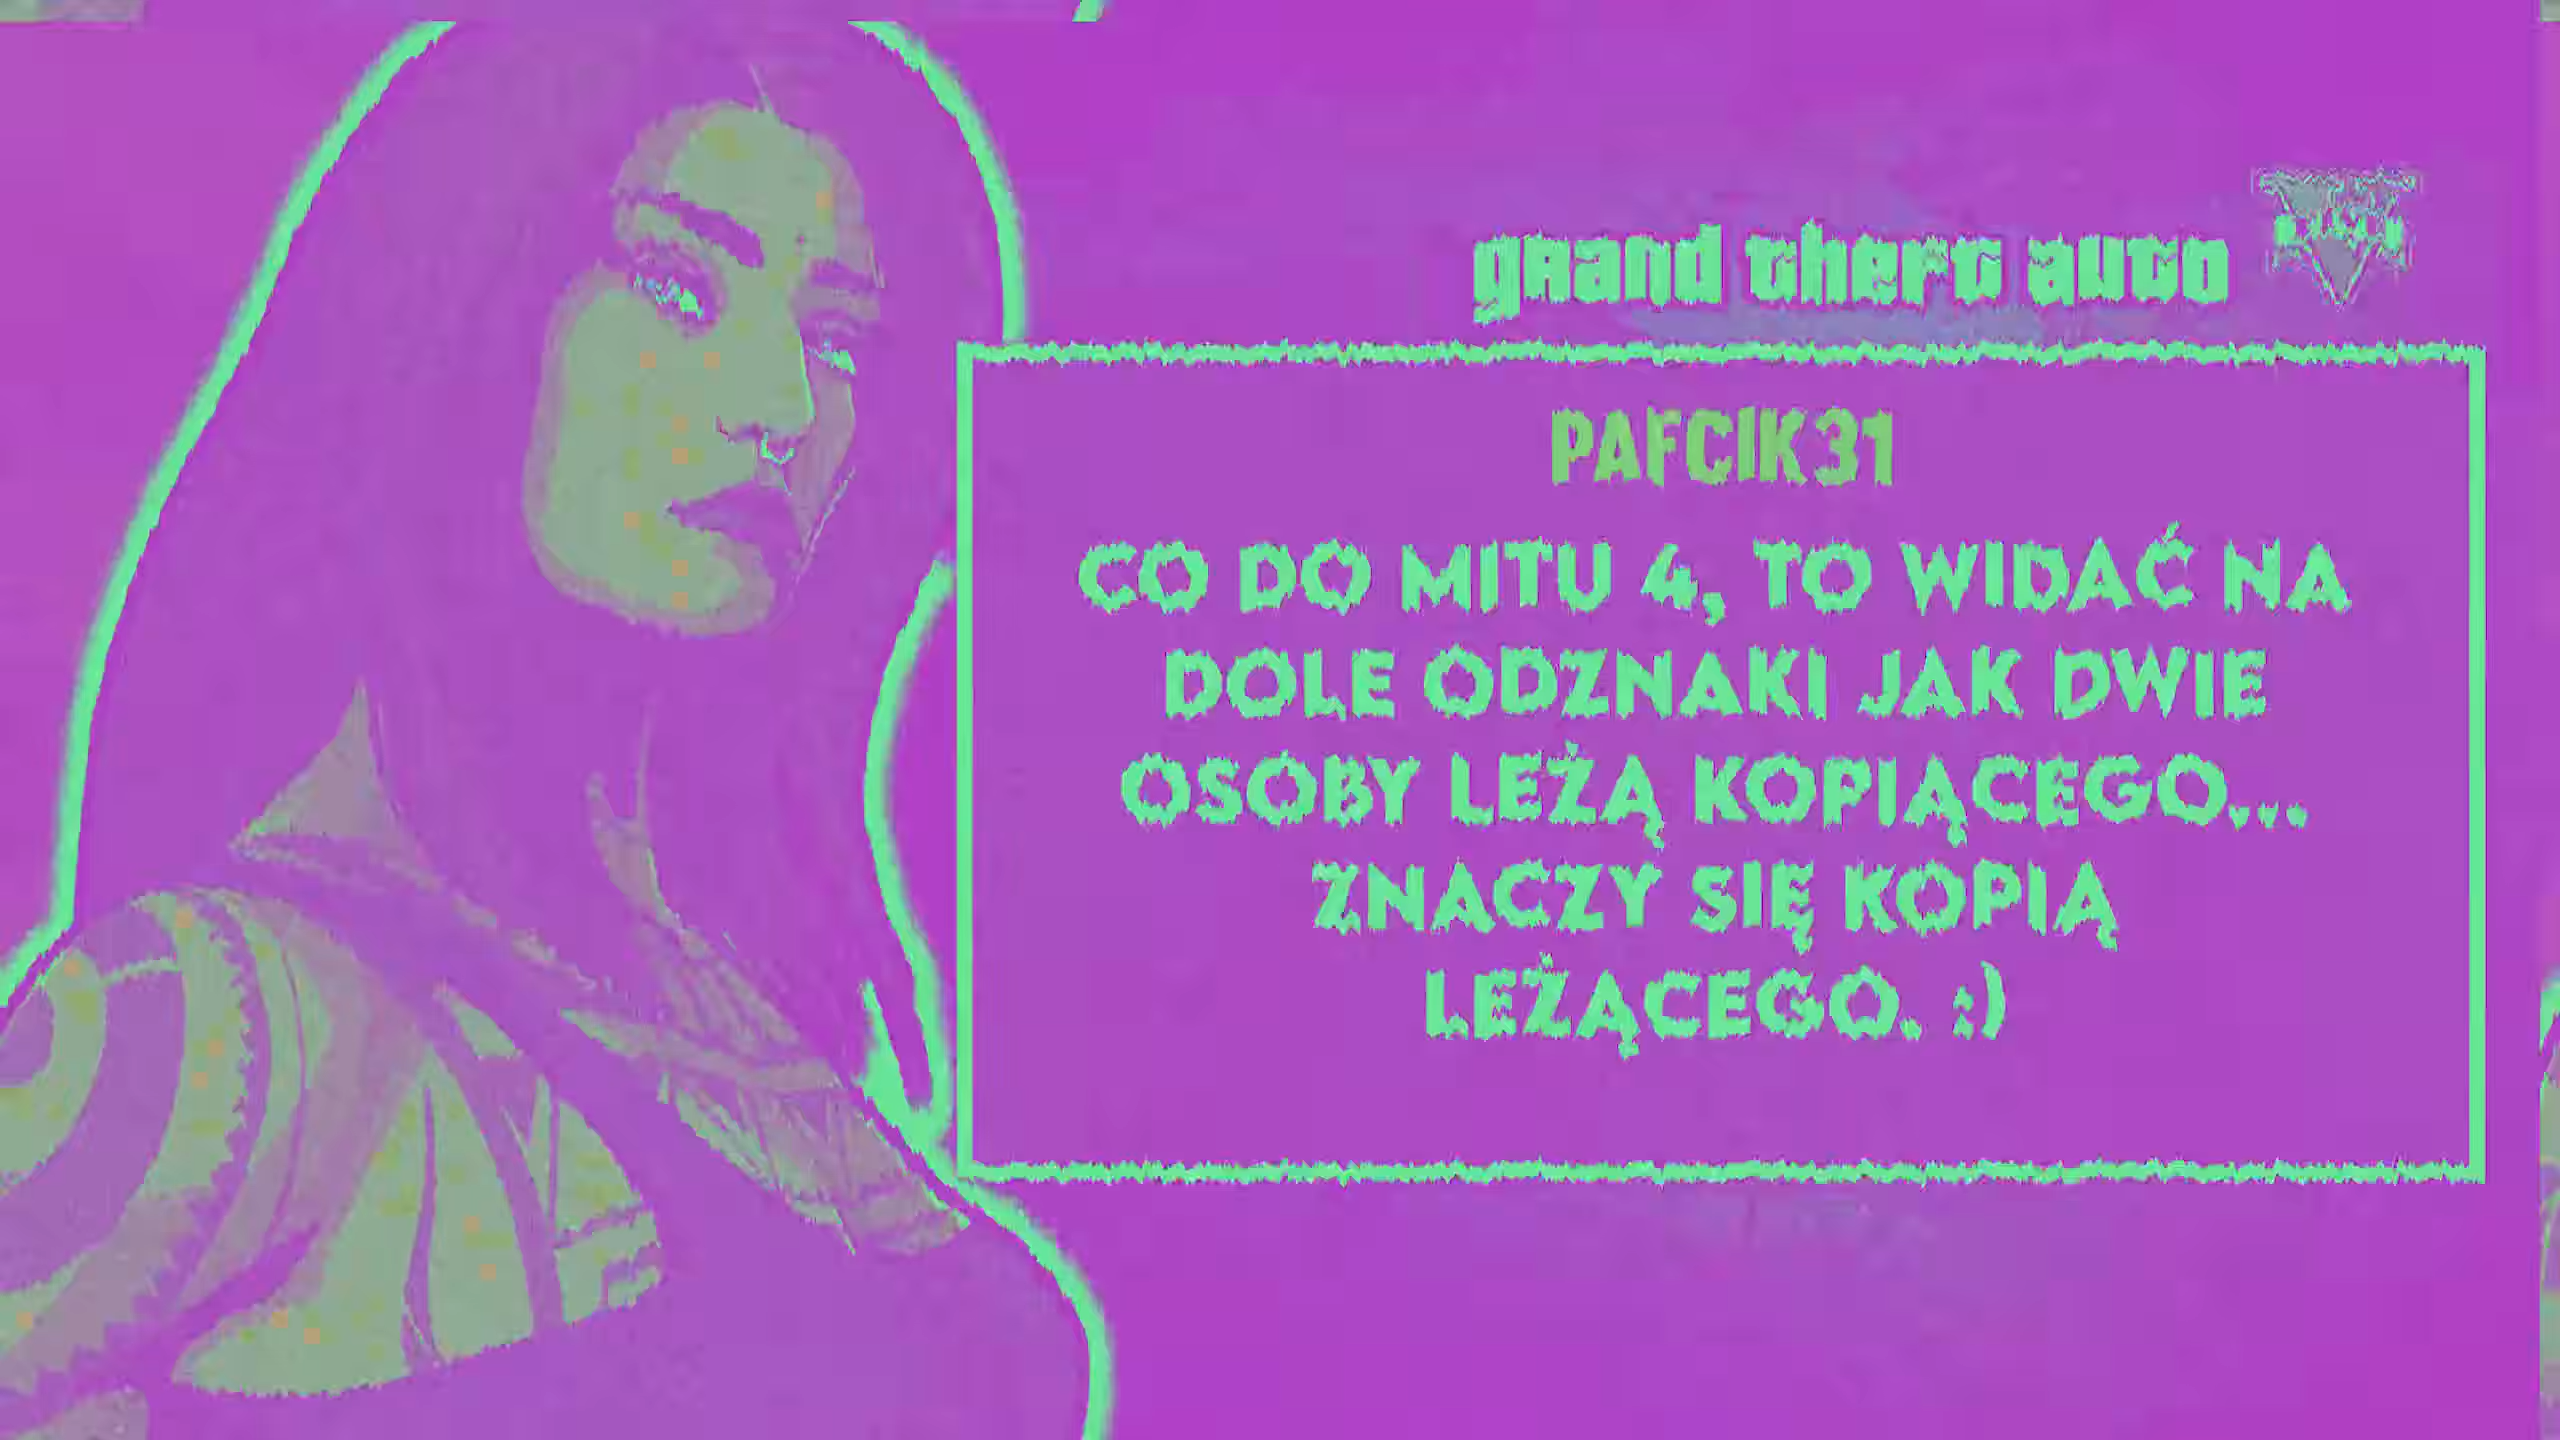 grand theft auto
PAFCIK31
CO DO MITU 4, TO WIDAĆ NA
DOLE ODZNAKI JAK DWIE
OSOBY LEŻĄ KOPIĄCEGO...
ZNACZY SIĘ KOPIĄ
LEŻĄCEGO. :)